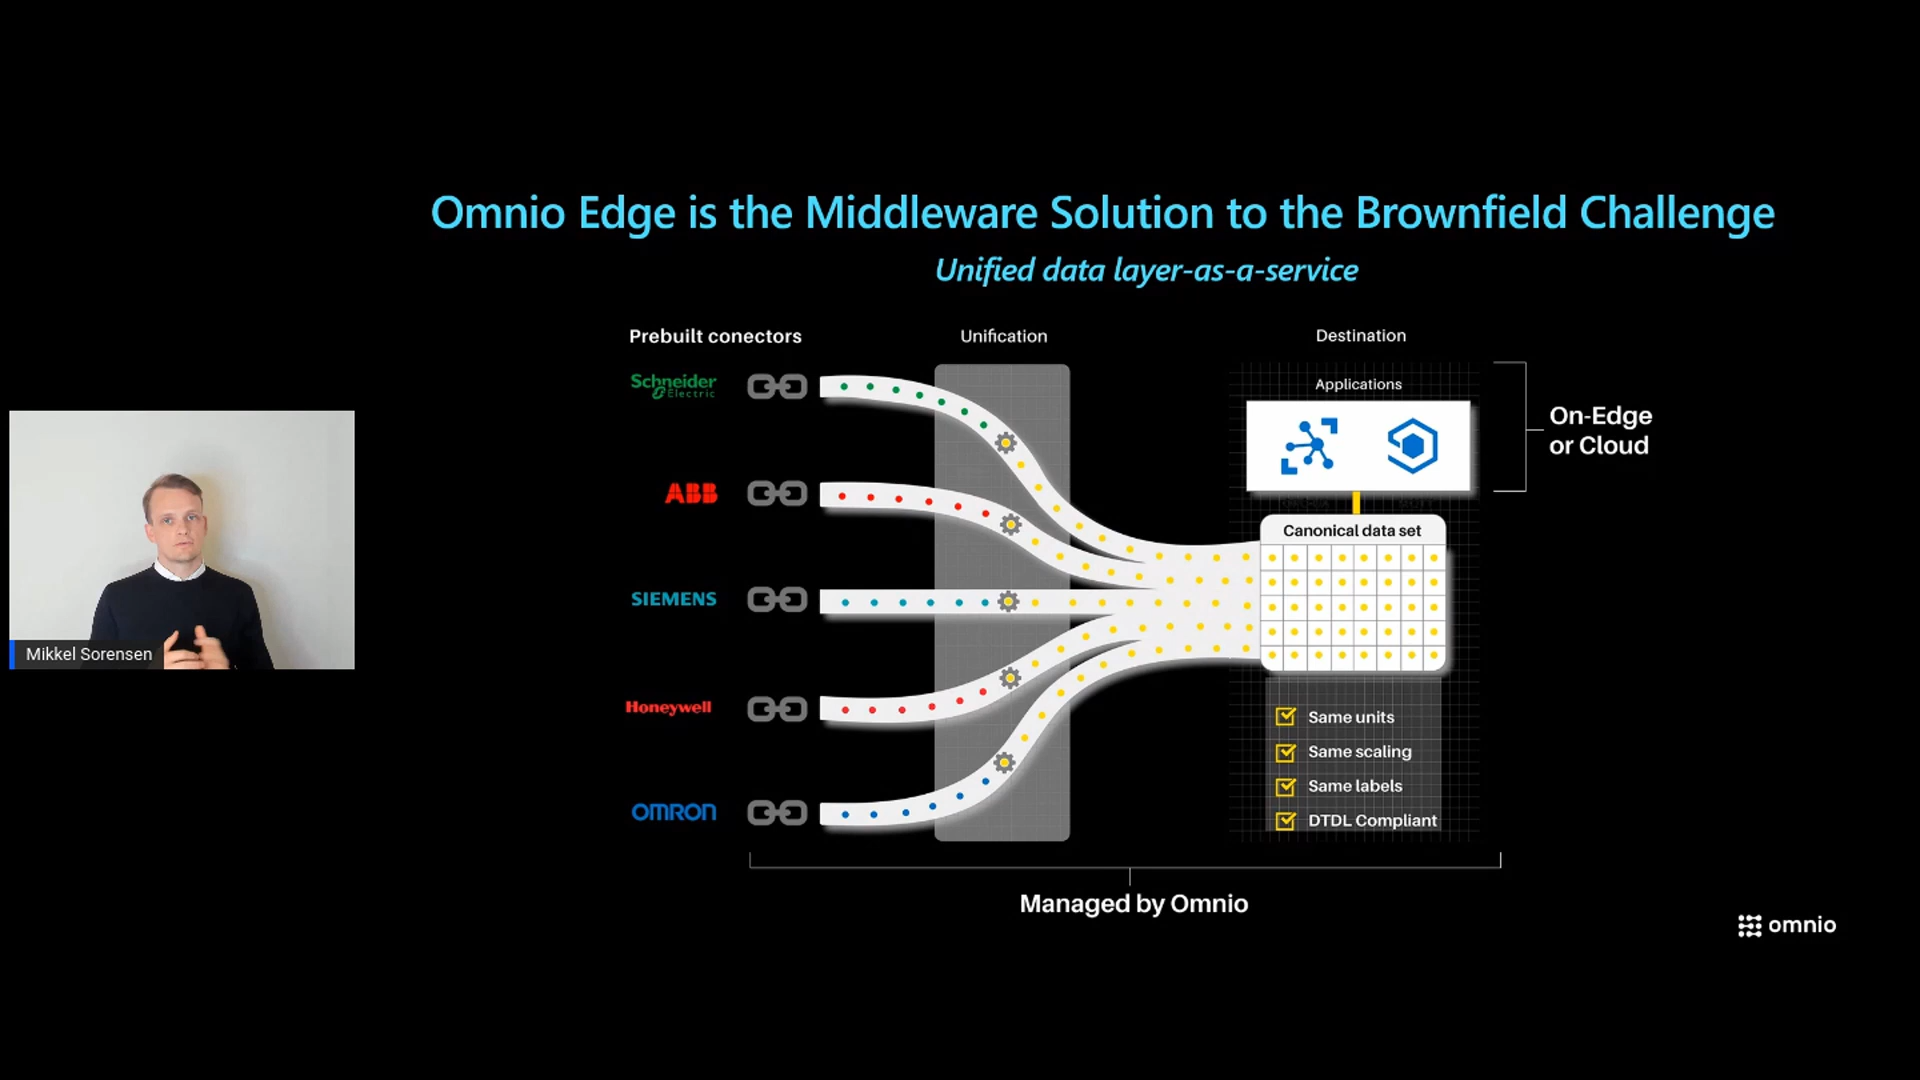 Omnio Edge is the Middleware Solution to the Brownfield Challenge
Unified data layer-as-a-service
Prebuilt conectors
Unification
Destination
Schneider
Electric
ABB
SIEMENS
Honeywell
OMRON
Applications
On-Edge
or Cloud
Canonical data set
Same units
Same scaling
Same labels
DTDL Compliant
Managed by Omnio
omnio
Mikkel Sorensen